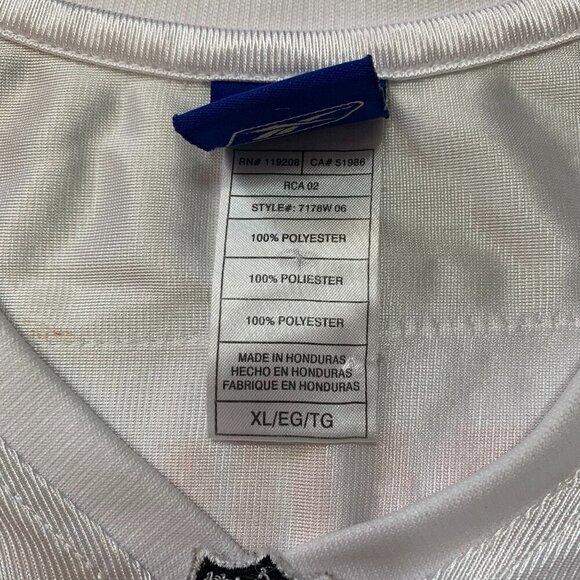 RN# 119208 CA# 51986
RCA 02
STYLE#: 7178W 06
100% POLYESTER
100% POLIESTER
100% POLYESTER
MADE IN HONDURAS
HECHO EN HONDURAS
FABRIQUE EN HONDURAS
XL/EG/TG